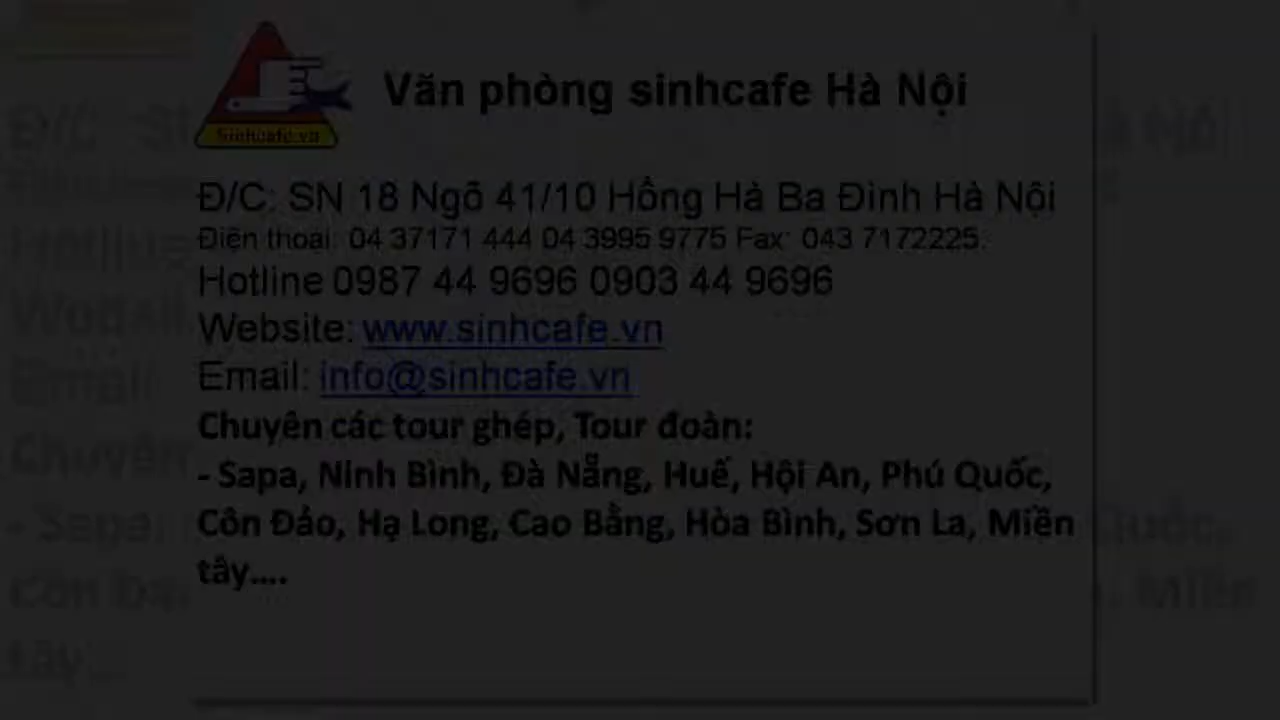 Sinhcafe.vn
Văn phòng sinhcafe Hà Nội
Đ/C: SN 18 Ngõ 41/10 Hồng Hà Ba Đình Hà Nội
Điện thoại: 04 37171 444 04 3995 9775 Fax: 043 7172225.
Hotline 0987 44 9696 0903 44 9696
Website: www.sinhcafe.vn
Email: info@sinhcafe.vn
Chuyên các tour ghép, Tour đoàn:
- Sapa, Ninh Bình, Đà Nẵng, Huế, Hội An, Phú Quốc,
Côn Đảo, Hạ Long, Cao Bằng, Hòa Bình, Sơn La, Miền
tây....